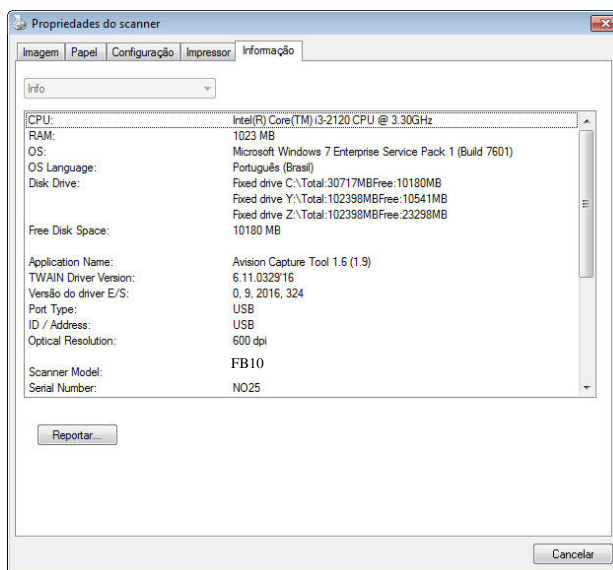 Propriedades do scanner
Imagem Papel Configuração Impressor Informação
Info
CPU: Intel(R) Core(TM) i3-2120 CPU @ 3.30GHz
RAM: 1023 MB
OS: Microsoft Windows 7 Enterprise Service Pack 1 (Build 7601)
OS Language: Português (Brasil)
Disk Drive: Fixed drive C:\Total:30717MBFree:10180MB
Fixed drive Y:\Total:102398MBFree:10541MB
Fixed drive Z:\Total:102398MBFree:23298MB
Free Disk Space: 10180 MB
Application Name: Avision Capture Tool 1.6 (1.9)
TWAIN Driver Version: 6.11.0329'16
Versão do driver E/S: 0, 9, 2016, 324
Port Type: USB
ID / Address: USB
Optical Resolution: 600 dpi
Scanner Model: FB10
Serial Number: NO25
Reportar...
Cancelar